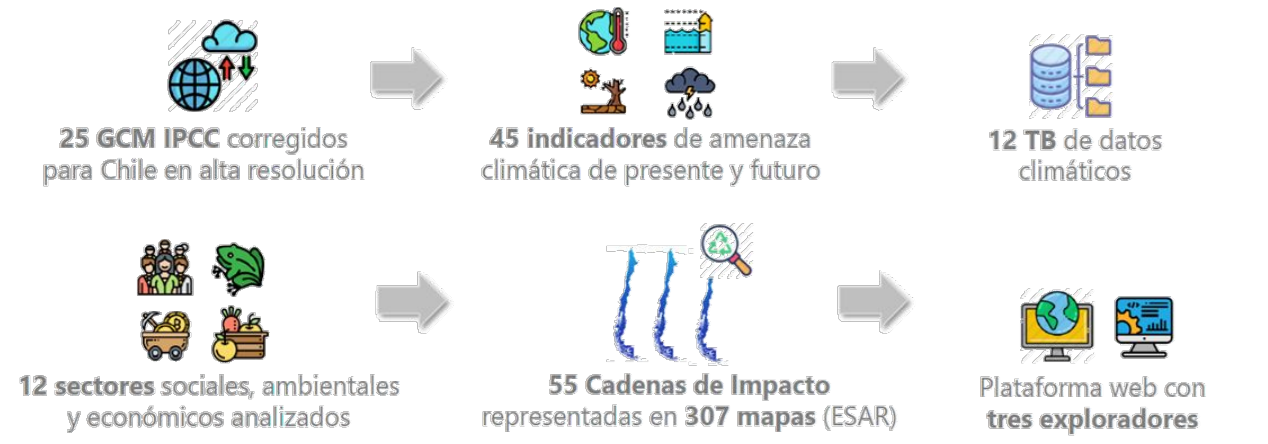 25 GCM IPCC corregidos
para Chile en alta resolución
45 indicadores de amenaza
climática de presente y futuro
12 TB de datos
climáticos
12 sectores sociales, ambientales
y económicos analizados
55 Cadenas de Impacto
representadas en 307 mapas (ESAR)
Plataforma web con
tres exploradores